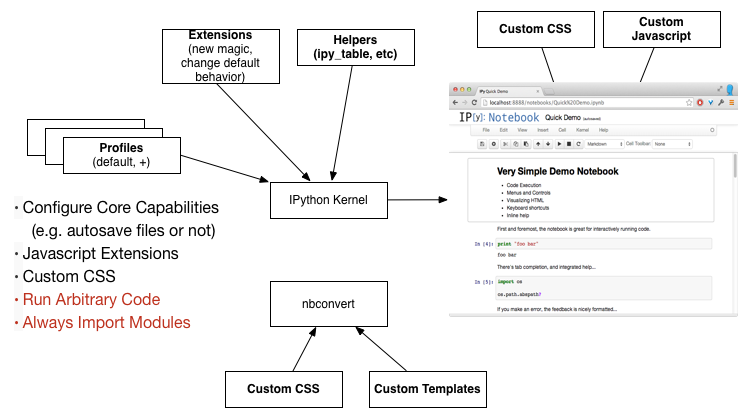 Extensions
(new magic,
change default
behavior)
Helpers
(ipy_table, etc)
Custom CSS
Custom
Javascript
Profiles
(default, +)
IPython Kernel
• Configure Core Capabilities
(e.g. autosave files or not)
• Javascript Extensions
• Custom CSS
• Run Arbitrary Code
• Always Import Modules
nbconvert
Custom CSS
Custom Templates
IPy Quick Demo
localhost:8888/notebooks/Quick%20Demo.ipynb
IP[y]: Notebook Quick Demo (autosaved)
File Edit View Insert Cell Kernel Help
Markdown Cell Toolbar: None
Very Simple Demo Notebook
• Code Execution
• Menus and Controls
• Visualizing HTML
• Keyboard shortcuts
• Inline help
First and foremost, the notebook is great for interactively running code.
In [4]: print "foo bar"
foo bar
There's tab completion, and integrated help...
In [5]: import os
os.path.abspath?
If you make an error, the feedback is nicely formatted...